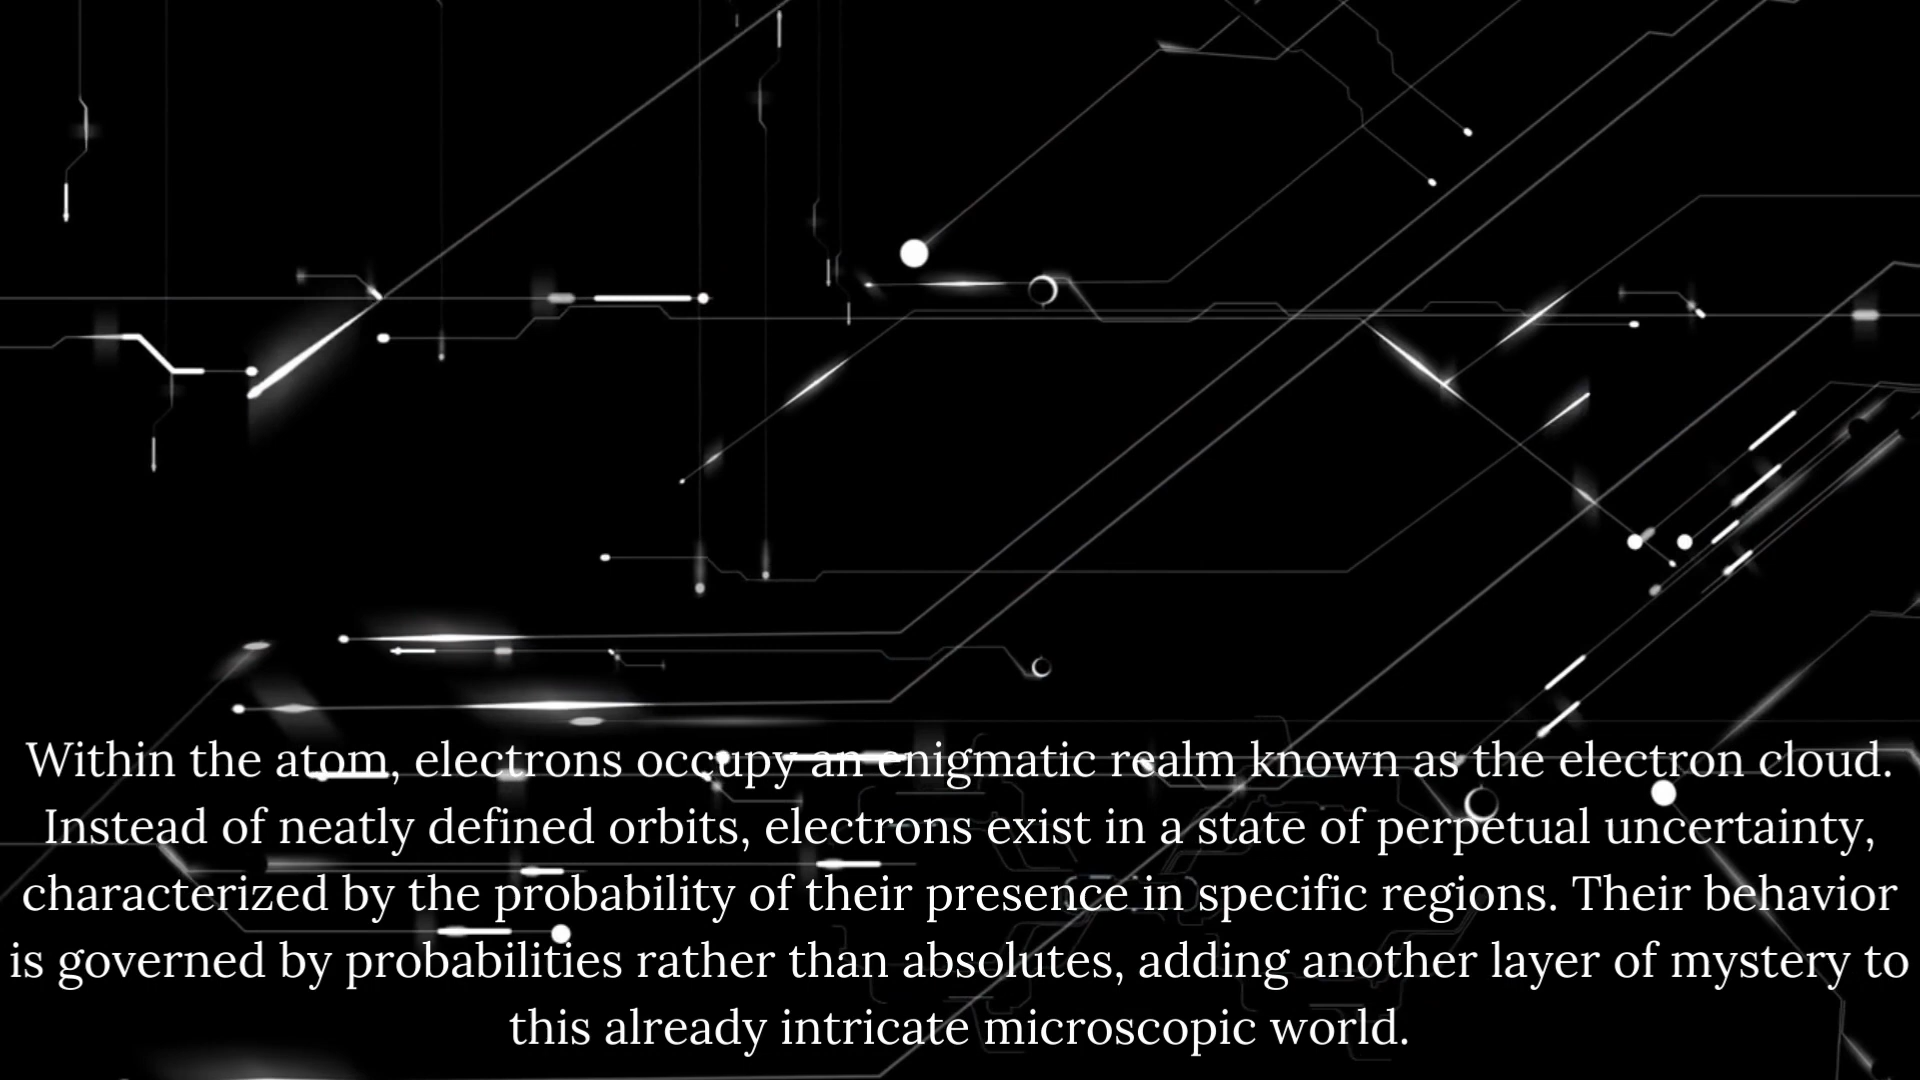 Within the atom, electrons occupy an enigmatic realm known as the electron cloud.
Instead of neatly defined orbits, electrons exist in a state of perpetual uncertainty,
characterized by the probability of their presence in specific regions. Their behavior
is governed by probabilities rather than absolutes, adding another layer of mystery to
this already intricate microscopic world.